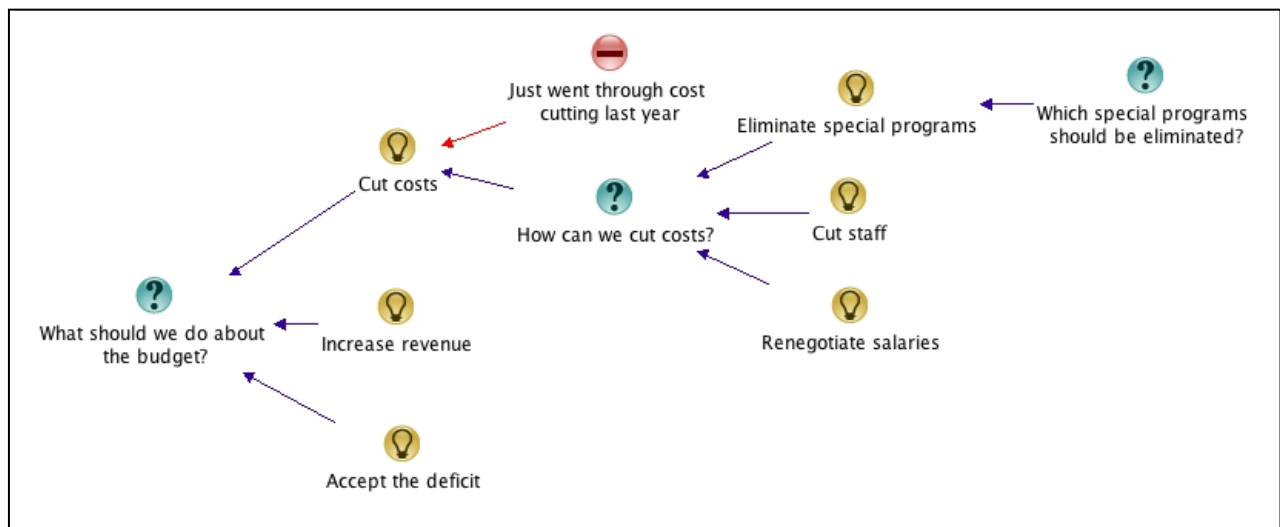 Just went through cost
cutting last year
Eliminate special programs
Which special programs
should be eliminated?
Cut costs
How can we cut costs?
Cut staff
What should we do about
the budget?
Increase revenue
Renegotiate salaries
Accept the deficit